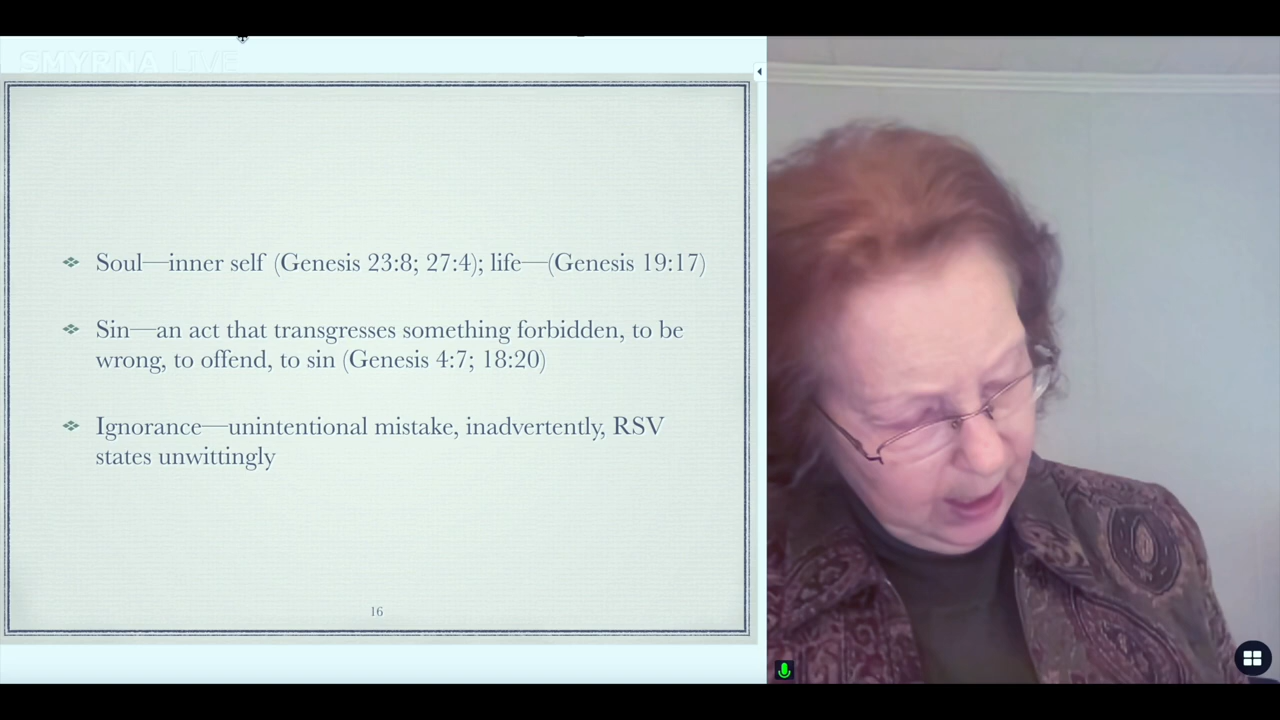 SMYRNA LIVE
Soul—inner self (Genesis 23:8; 27:4); life—(Genesis 19:17)
Sin—an act that transgresses something forbidden, to be
wrong, to offend, to sin (Genesis 4:7; 18:20)
Ignorance—unintentional mistake, inadvertently, RSV
states unwittingly
16